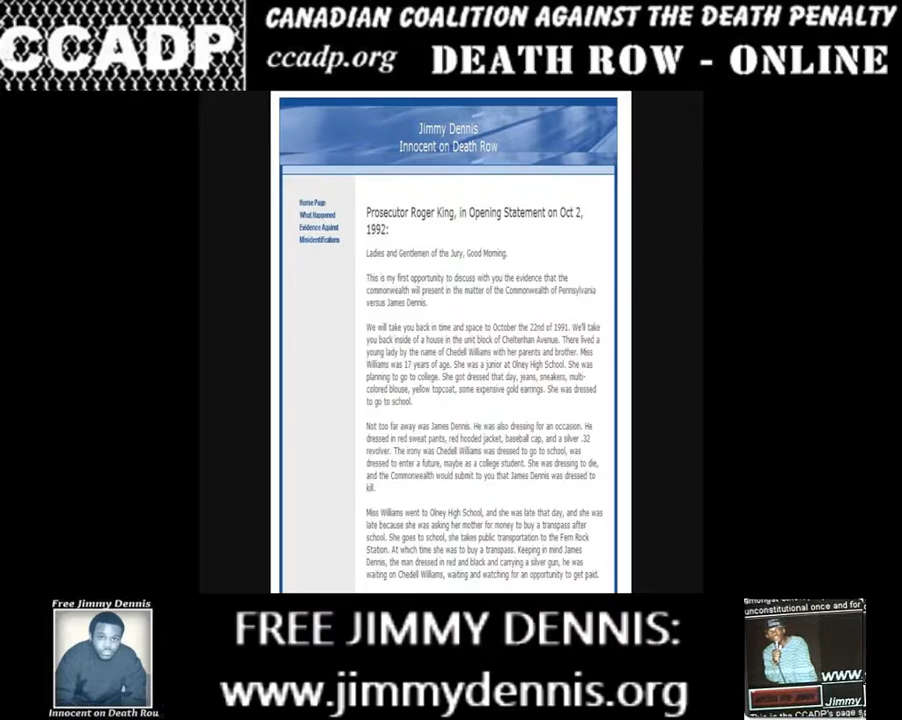 CCADP
CANADIAN COALITION AGAINST THE DEATH PENALTY
ccadp.org DEATH ROW - ONLINE
Jimmy Dennis
Innocent on Death Row
Home Page
What Happened
Evidence Against
Misidentifications
Prosecutor Roger King, in Opening Statement on Oct 2,
1992:
Ladies and Gentlemen of the Jury, Good Morning.
This is my first opportunity to discuss with you the evidence that the
commonwealth will present in the matter of the Commonwealth of Pennsylvania
versus James Dennis.
We will take you back in time and space to October the 22nd of 1991. We'll take
you back inside of a house in the unit block of Cheltenhan Avenue. There lived a
young lady by the name of Chedell Williams with her parents and brother. Miss
Williams was 17 years of age. She was a junior at Olney High School. She was
planning to go to college. She got dressed that day, jeans, sneakers, multi-
colored blouse, yellow topcoat, some expensive gold earrings. She was dressed
to go to school.
Not too far away was James Dennis. He was also dressing for an occasion. He
dressed in red sweat pants, red hooded jacket, baseball cap, and a silver .32
revolver. The irony was Chedell Williams was dressed to go to school, was
dressed to enter a future, maybe as a college student. She was dressing to die,
and the Commonwealth would submit to you that James Dennis was dressed to
kill.
Miss Williams went to Olney High School, and she was late that day, and she was
late because she was asking her mother for money to buy a transpass after
school. She goes to school, she takes public transportation to the Fern Rock
Station. At which time she was to buy a transpass. Keeping in mind James
Dennis, the man dressed in red and black and carrying a silver gun, he was
waiting on Chedell Williams, waiting and watching for an opportunity to get paid.
Free Jimmy Dennis
Innocent on Death Row
FREE JIMMY DENNIS:
www.jimmydennis.org
unconstitutional once and for
www.
Jimmy
the CCADP's page